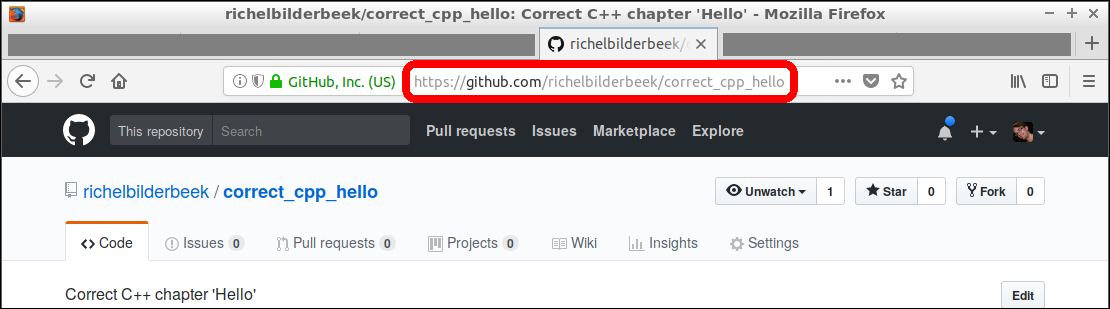 richelbilderbeek/correct_cpp_hello: Correct C++ chapter 'Hello' - Mozilla Firefox
richelbilderbeek/c
GitHub, Inc. (US) https://github.com/richelbilderbeek/correct_cpp_hello
This repository Search Pull requests Issues Marketplace Explore
richelbilderbeek / correct_cpp_hello Unwatch 1 Star 0 Fork 0
Code Issues 0 Pull requests 0 Projects 0 Wiki Insights Settings
Correct C++ chapter 'Hello' Edit